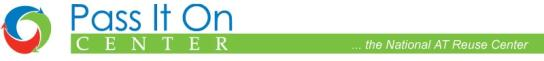 Pass It On
CENTER
... the National AT Reuse Center